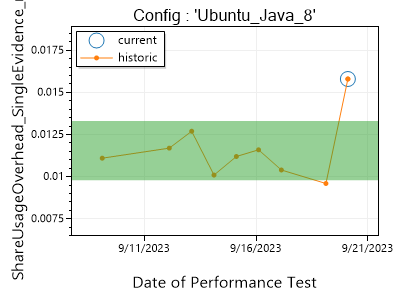 Config : 'Ubuntu_Java_8'
current
historic
0.0175
0.015
0.0125
0.01
0.0075
ShareUsageOverhead_SingleEvidence_
9/11/2023
9/16/2023
9/21/2023
Date of Performance Test